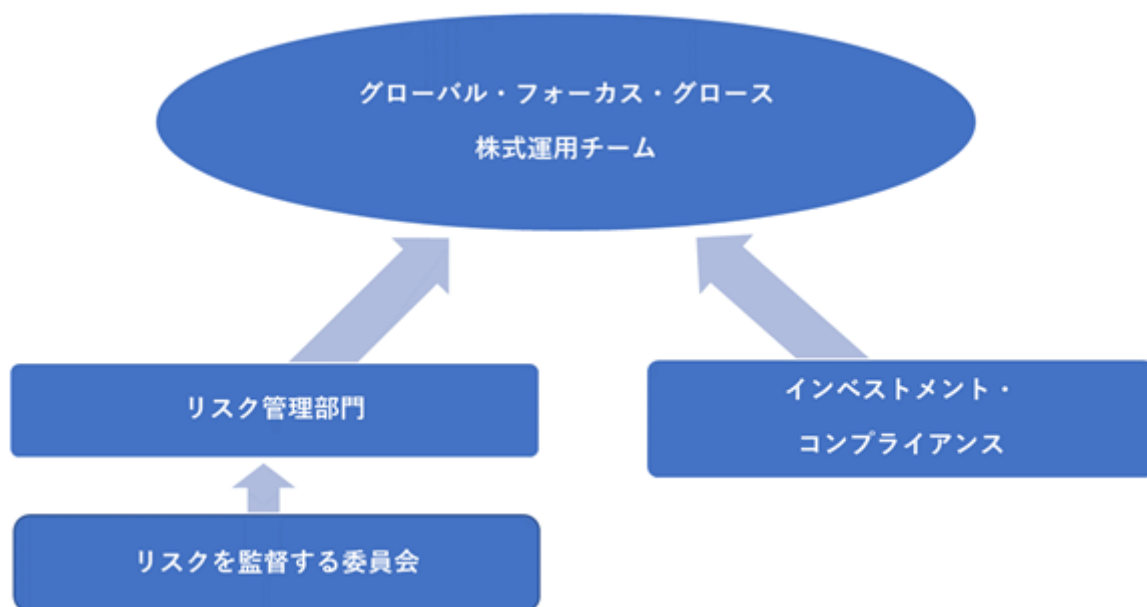 グローバル・フォーカス・グロース
株式運用チーム
リスク管理部門
インベストメント・
コンプライアンス
リスクを監督する委員会